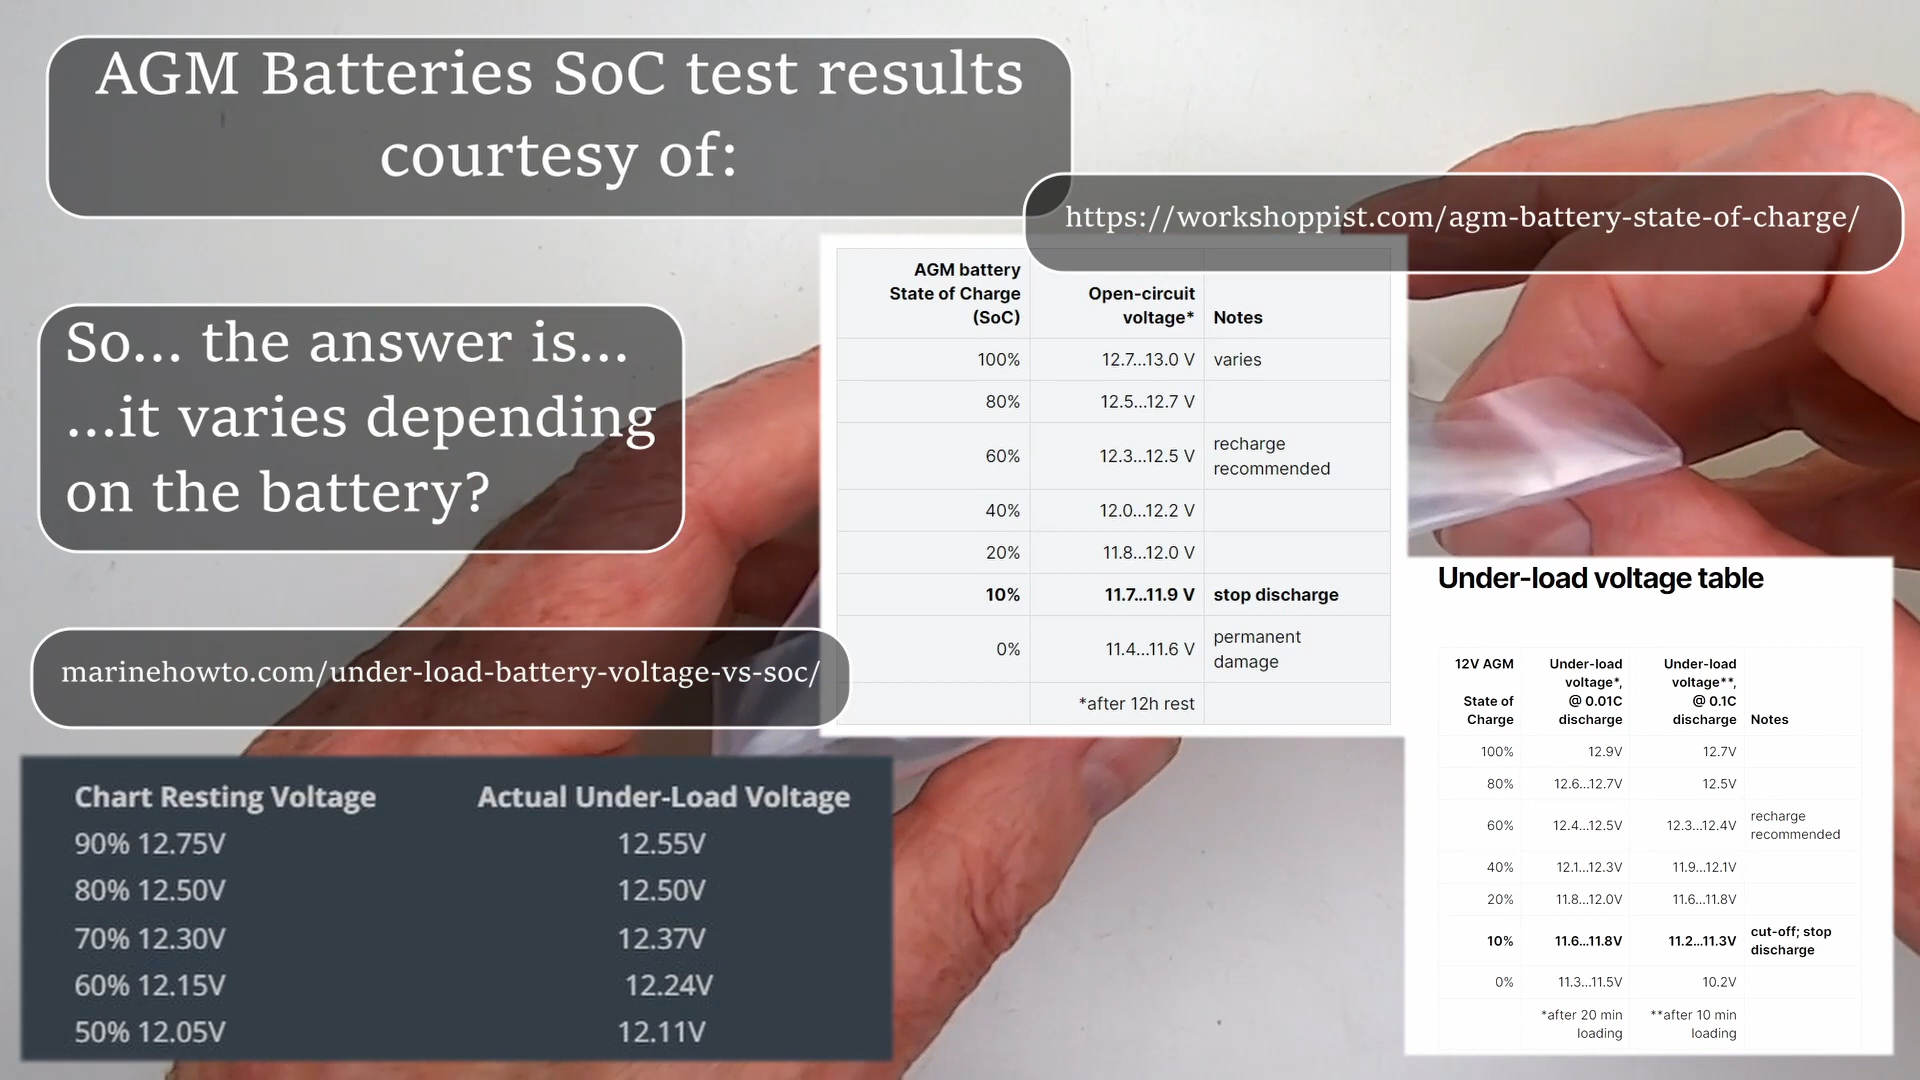 AGM Batteries SoC test results
courtesy of:
https://workshoppist.com/agm-battery-state-of-charge/
So... the answer is...
...it varies depending
on the battery?
AGM battery
State of Charge
(SoC)
Open-circuit
voltage*
Notes
100% 12.7...13.0 V varies
80% 12.5...12.7 V
60% 12.3...12.5 V recharge
recommended
40% 12.0...12.2 V
20% 11.8...12.0 V
10% 11.7...11.9 V stop discharge
0% 11.4...11.6 V permanent
damage
*after 12h rest
Under-load voltage table
12V AGM
State of
Charge
Under-load
voltage*,
@ 0.01C
discharge
Under-load
voltage**,
@ 0.1C
discharge
Notes
100% 12.9V 12.7V
80% 12.6...12.7V 12.5V
60% 12.4...12.5V 12.3...12.4V recharge
recommended
40% 12.1...12.3V 11.9...12.1V
20% 11.8...12.0V 11.6...11.8V
10% 11.6...11.8V 11.2...11.3V cut-off; stop
discharge
0% 11.3...11.5V 10.2V
*after 20 min
loading
**after 10 min
loading
marinehowto.com/under-load-battery-voltage-vs-soc/
Chart Resting Voltage Actual Under-Load Voltage
90% 12.75V 12.55V
80% 12.50V 12.50V
70% 12.30V 12.37V
60% 12.15V 12.24V
50% 12.05V 12.11V